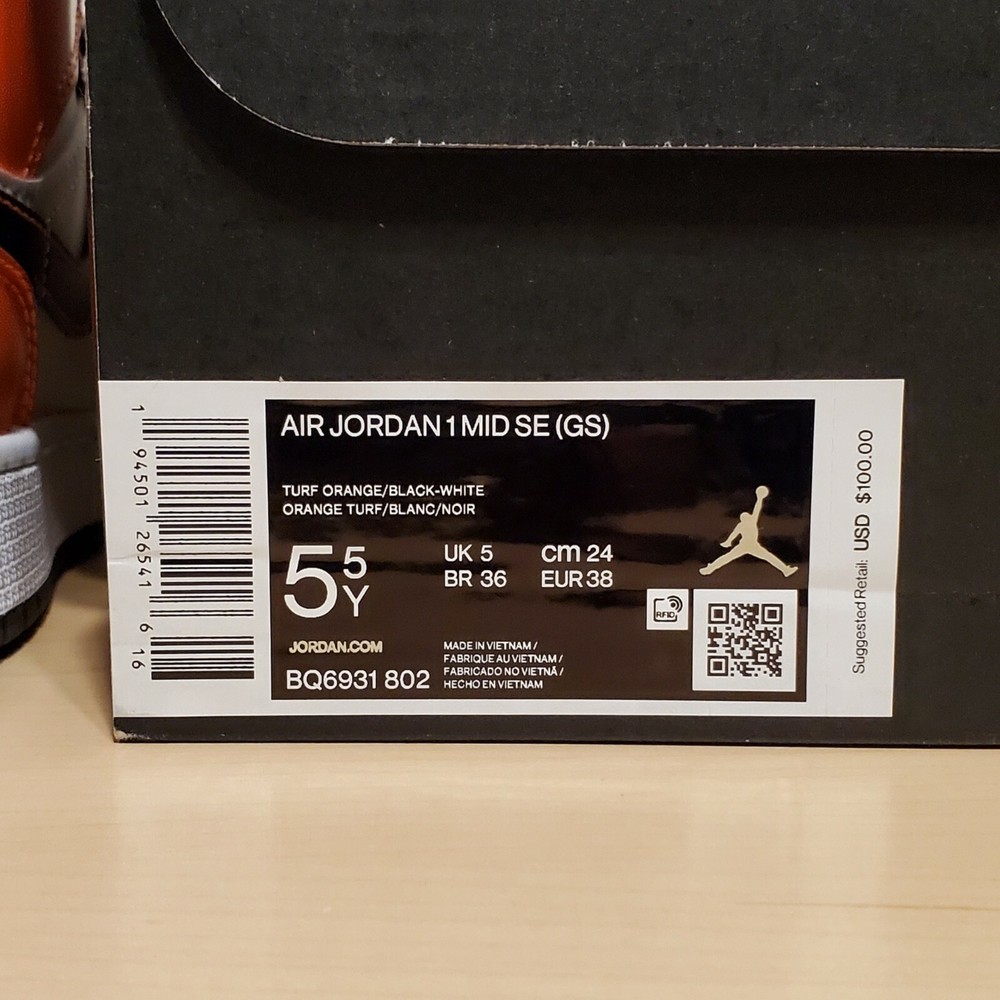 AIR JORDAN 1 MID SE (GS)
TURF ORANGE/BLACK-WHITE
ORANGE TURF/BLANC/NOIR
5 5Y
UK 5 cm 24
BR 36 EUR 38
RFID
JORDAN.COM
BQ6931 802
MADE IN VIETNAM /
FABRIQUE AU VIETNAM /
FABRICADO NO VIETNÃ /
HECHO EN VIETNAM
1 94501 26541 6 16
Suggested Retail: USD $100.00